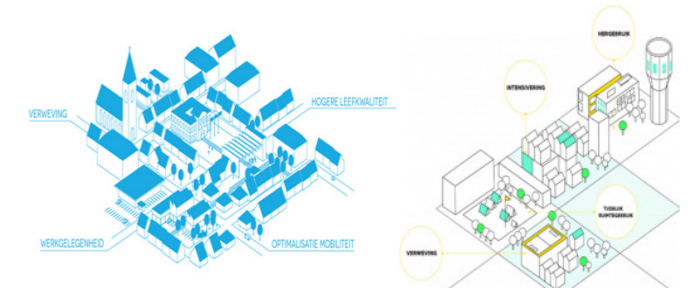 VERWEVING
HOGERE LEEFKWALITEIT
WERKGELEGENHEID
OPTIMALISATIE MOBILITEIT
HERGEBRUIK
INTENSIVERING
TIJDELIJK
RUIMTEGEBRUIK
VERWEVING